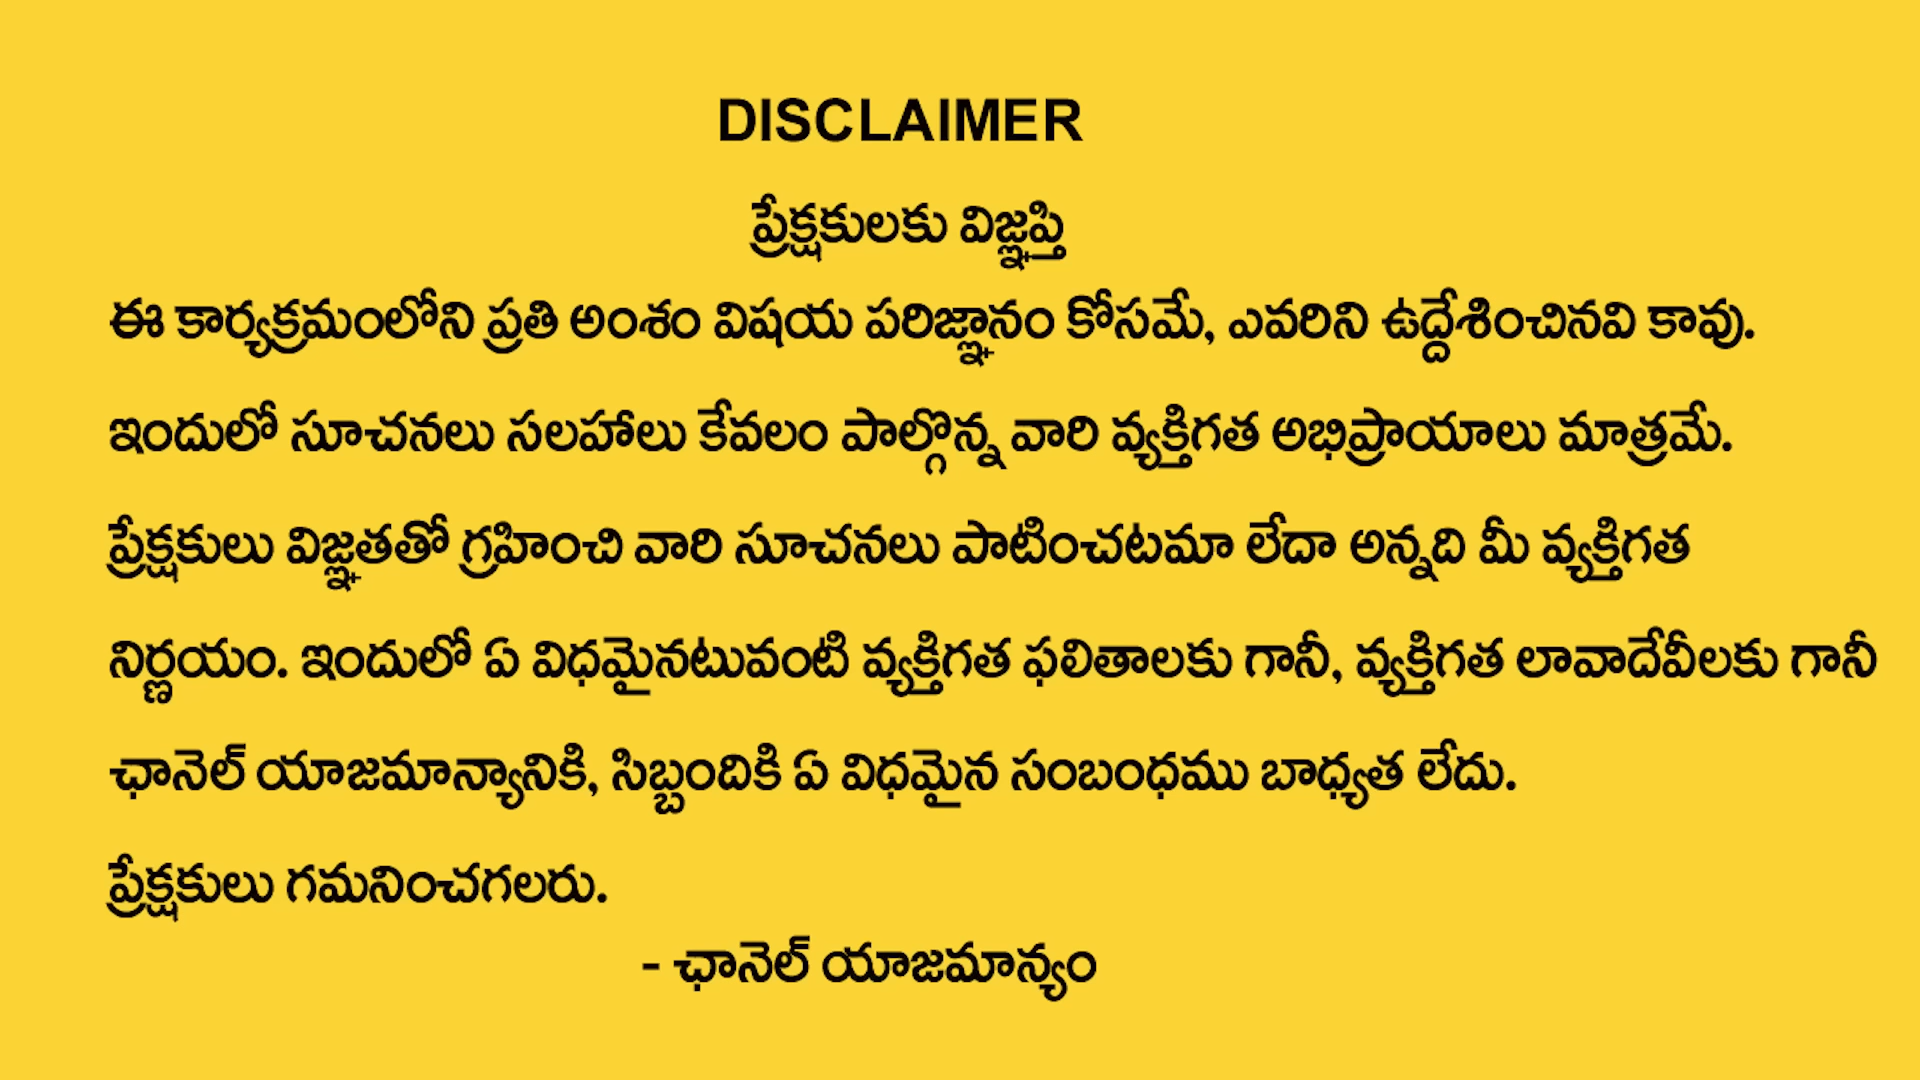 DISCLAIMER
ప్రేక్షకులకు విజ్ఞప్తి
ఈ కార్యక్రమంలోని ప్రతి అంశం విషయ పరిజ్ఞానం కోసమే, ఎవరిని ఉద్దేశించినవి కావు.
ఇందులో సూచనలు సలహాలు కేవలం పాల్గొన్న వారి వ్యక్తిగత అభిప్రాయాలు మాత్రమే.
ప్రేక్షకులు విజ్ఞతతో గ్రహించి వారి సూచనలు పాటించటమా లేదా అన్నది మీ వ్యక్తిగత
నిర్ణయం. ఇందులో ఏ విధమైనటువంటి వ్యక్తిగత ఫలితాలకు గానీ, వ్యక్తిగత లావాదేవీలకు గానీ
ఛానెల్ యాజమాన్యానికి, సిబ్బందికి ఏ విధమైన సంబంధము బాధ్యత లేదు.
ప్రేక్షకులు గమనించగలరు.
- ఛానెల్ యాజమాన్యం